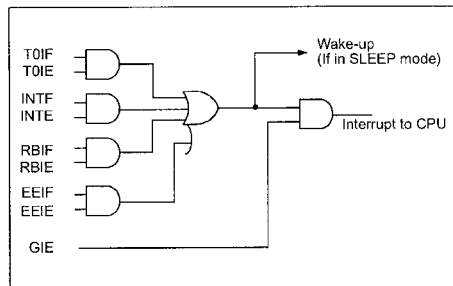 T0IF
T0IE
INTF
INTE
RBIF
RBIE
EEIF
EEIE
GIE
Wake-up
(If in SLEEP mode)
Interrupt to CPU